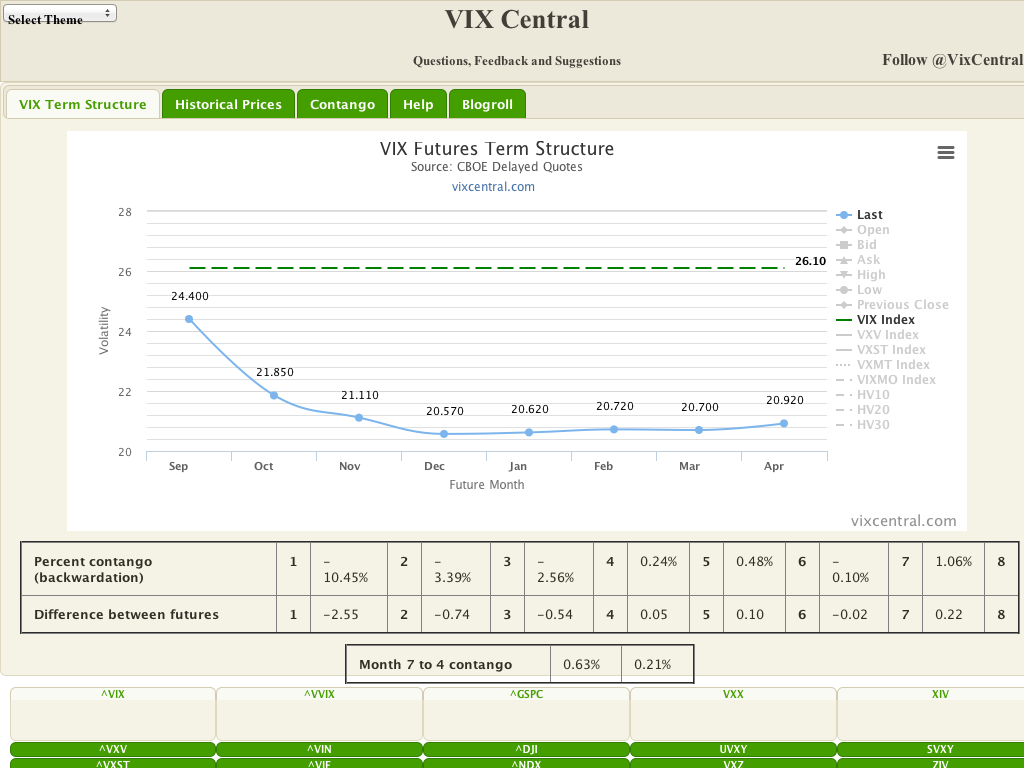 Select Theme
VIX Central
Questions, Feedback and Suggestions
Follow @VixCentral
VIX Term Structure
Historical Prices
Contango
Help
Blogroll
VIX Futures Term Structure
Source: CBOE Delayed Quotes
vixcentral.com
28
26
24
22
20
Volatility
26.10
24.400
21.850
21.110
20.570
20.620
20.720
20.700
20.920
Sep Oct Nov Dec Jan Feb Mar Apr
Future Month
Last
Open
Bid
Ask
High
Low
Previous Close
VIX Index
VXV Index
VXST Index
VXMT Index
VIXMO Index
HV10
HV20
HV30
vixcentral.com
Percent contango (backwardation) 1 –10.45% 2 –3.39% 3 –2.56% 4 0.24% 5 0.48% 6 –0.10% 7 1.06% 8
Difference between futures 1 −2.55 2 −0.74 3 −0.54 4 0.05 5 0.10 6 −0.02 7 0.22 8
Month 7 to 4 contango 0.63% 0.21%
^VIX ^VVIX ^GSPC VXX XIV
^VXV ^VIN ^DJI UVXY SVXY
^VXST ^VIF ^NDX VXZ ZIV